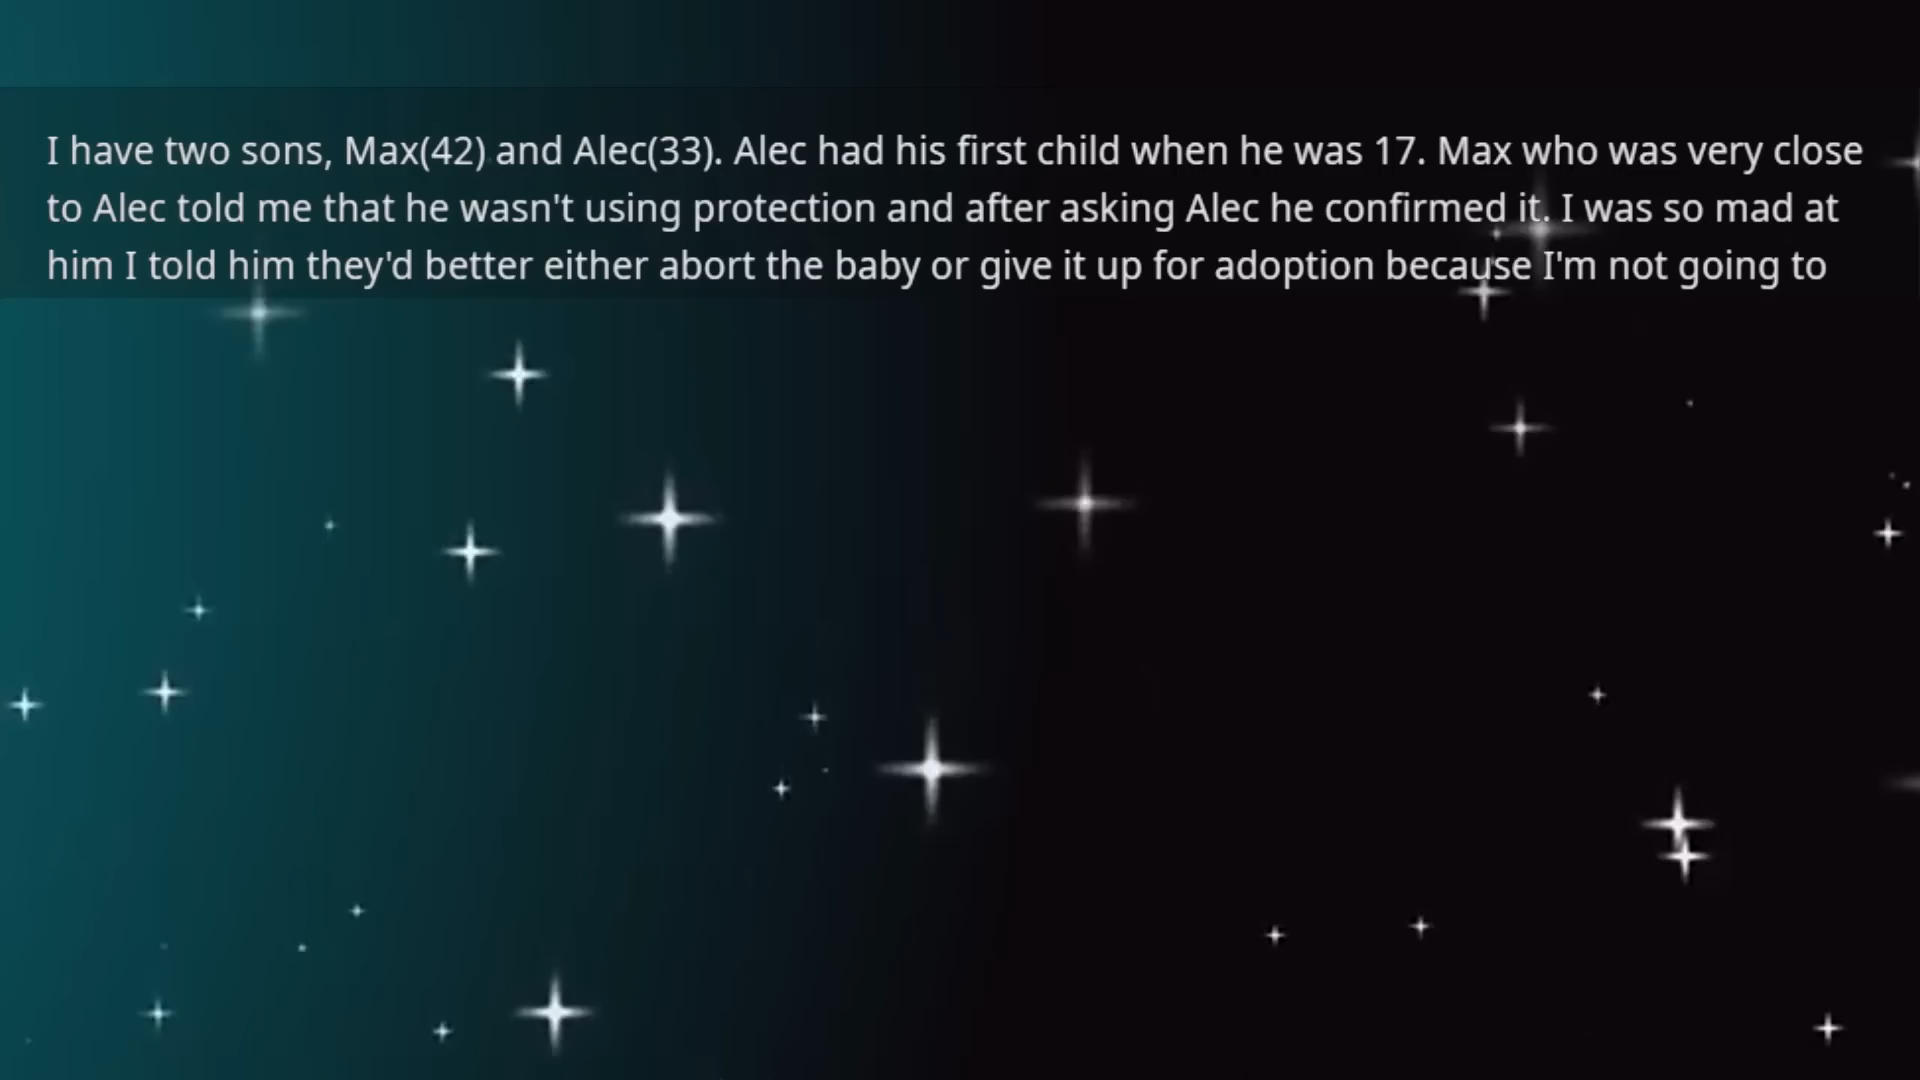 I have two sons, Max(42) and Alec(33). Alec had his first child when he was 17. Max who was very close
to Alec told me that he wasn't using protection and after asking Alec he confirmed it. I was so mad at
him I told him they'd better either abort the baby or give it up for adoption because I'm not going to